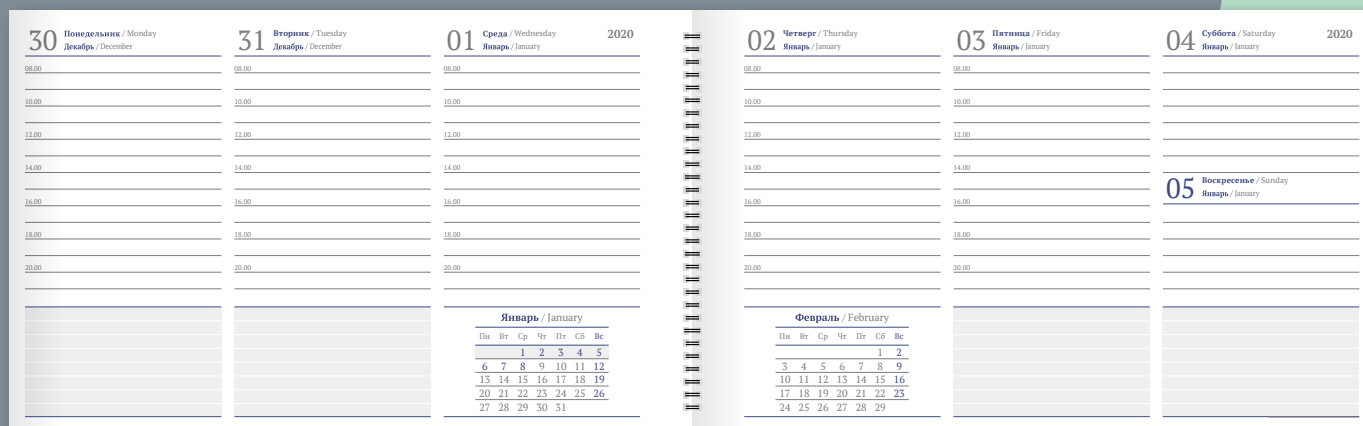 30 Понедельник / Monday
Декабрь / December
08.00
10.00
12.00
14.00
16.00
18.00
20.00
31 Вторник / Tuesday
Декабрь / December
08.00
10.00
12.00
14.00
16.00
18.00
20.00
01 Среда / Wednesday 2020
Январь / January
08.00
10.00
12.00
14.00
16.00
18.00
20.00
Январь / January
Пн Вт Ср Чт Пт Сб Вс
1 2 3 4 5
6 7 8 9 10 11 12
13 14 15 16 17 18 19
20 21 22 23 24 25 26
27 28 29 30 31
02 Четверг / Thursday
Январь / January
08.00
10.00
12.00
14.00
16.00
18.00
20.00
Февраль / February
Пн Вт Ср Чт Пт Сб Вс
1 2
3 4 5 6 7 8 9
10 11 12 13 14 15 16
17 18 19 20 21 22 23
24 25 26 27 28 29
03 Пятница / Friday
Январь / January
08.00
10.00
12.00
14.00
16.00
18.00
20.00
04 Суббота / Saturday 2020
Январь / January
05 Воскресенье / Sunday
Январь / January